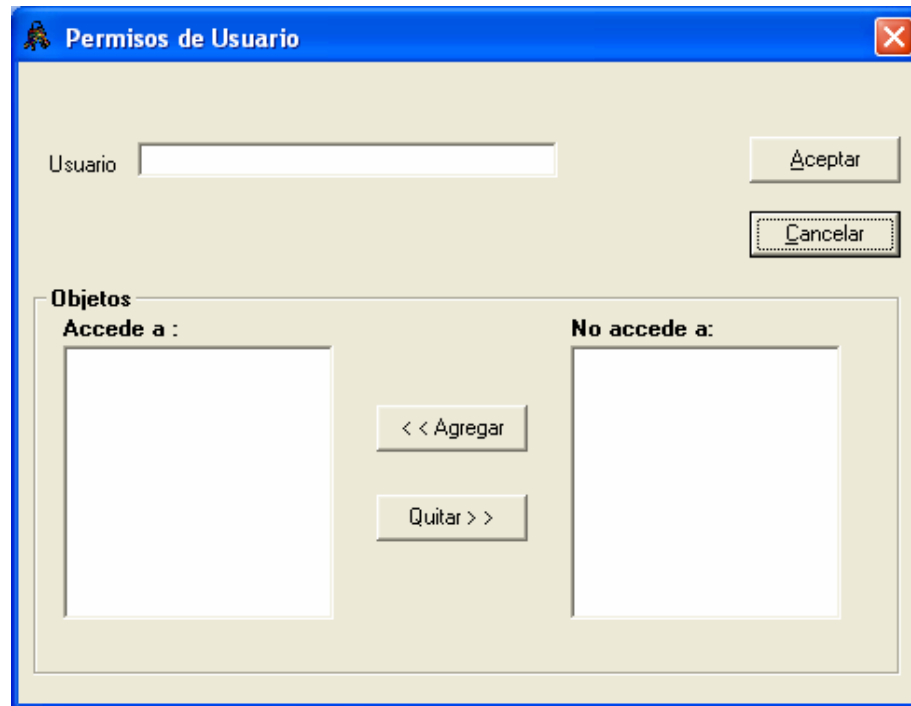 Permisos de Usuario
Usuario
Aceptar
Cancelar
Objetos
Accede a :
No accede a:
< < Agregar
Quitar > >